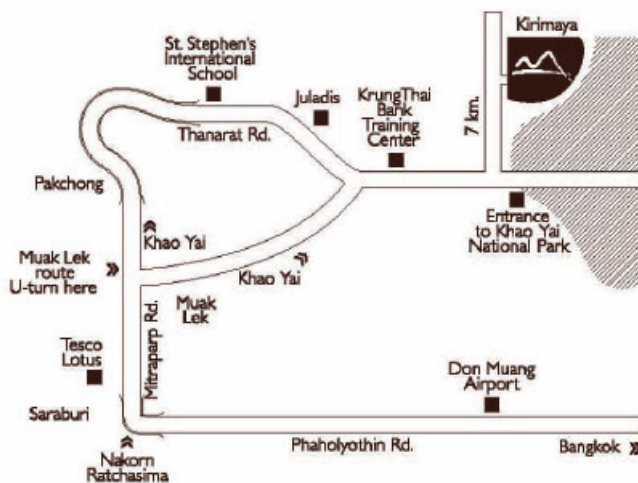 Kirimaya
St. Stephen's
International
School
Juladis
KrungThai
Bank
Training
Center
7 km.
Thanarat Rd.
Pakchong
Entrance
to Khao Yai
National Park
Khao Yai
Muak Lek
route
U-turn here
Khao Yai
Muak
Lek
Mitraparp Rd.
Tesco
Lotus
Don Muang
Airport
Saraburi
Phaholyothin Rd.
Bangkok
Nakorn
Ratchasima